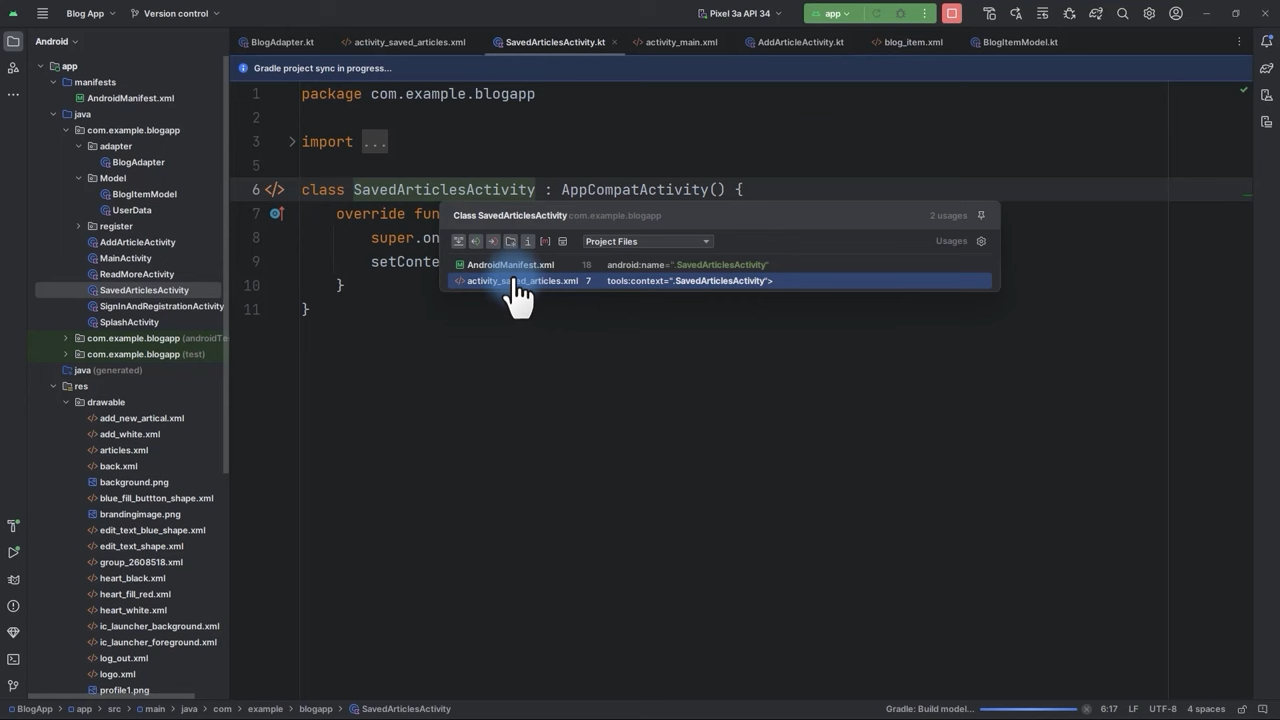 Blog App
Version control
Pixel 3a API 34
app
Android
BlogAdapter.kt
activity_saved_articles.xml
SavedArticlesActivity.kt
activity_main.xml
AddArticleActivity.kt
blog_item.xml
BlogItemModel.kt
Gradle project sync in progress...
app
manifests
AndroidManifest.xml
java
com.example.blogapp
adapter
BlogAdapter
Model
BlogItemModel
UserData
register
AddArticleActivity
MainActivity
ReadMoreActivity
SavedArticlesActivity
SignInAndRegistrationActivity
SplashActivity
com.example.blogapp (androidTe
com.example.blogapp (test)
java (generated)
res
drawable
add_new_artical.xml
add_white.xml
articles.xml
back.xml
background.png
blue_fill_buttton_shape.xml
brandingimage.png
edit_text_blue_shape.xml
edit_text_shape.xml
group_2608518.xml
heart_black.xml
heart_fill_red.xml
heart_white.xml
ic_launcher_background.xml
ic_launcher_foreground.xml
log_out.xml
logo.xml
profile1.png
1 package com.example.blogapp
2
3 import ...
5
6 class SavedArticlesActivity : AppCompatActivity() {
7 override fun
8 super.on
9 setConte
10 }
11 }
Class SavedArticlesActivity com.example.blogapp 2 usages
Project Files Usages
AndroidManifest.xml 18 android:name=".SavedArticlesActivity"
activity_saved_articles.xml 7 tools:context=".SavedArticlesActivity">
BlogApp > app > src > main > java > com > example > blogapp > SavedArticlesActivity
Gradle: Build model... 6:17 LF UTF-8 4 spaces